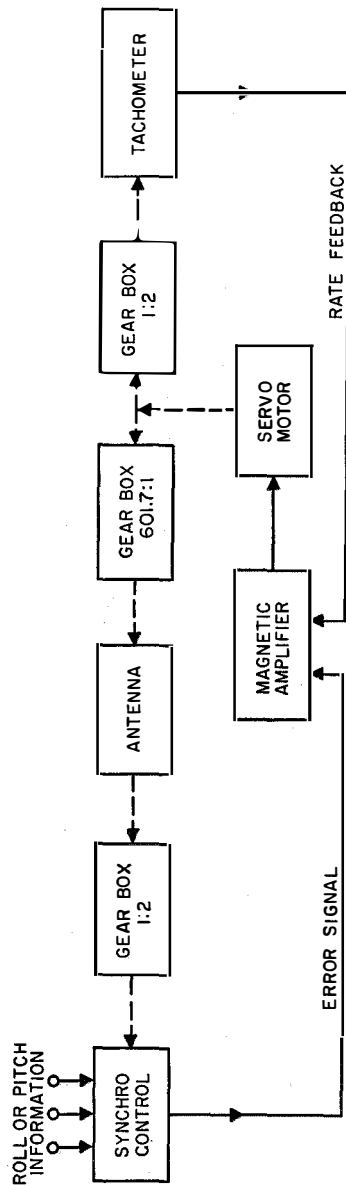 ROLL OR PITCH
INFORMATION
SYNCHRO
CONTROL
GEAR BOX
1:2
ANTENNA
GEAR BOX
601.7:1
GEAR BOX
1:2
TACHOMETER
MAGNETIC
AMPLIFIER
SERVO
MOTOR
ERROR SIGNAL
RATE FEEDBACK